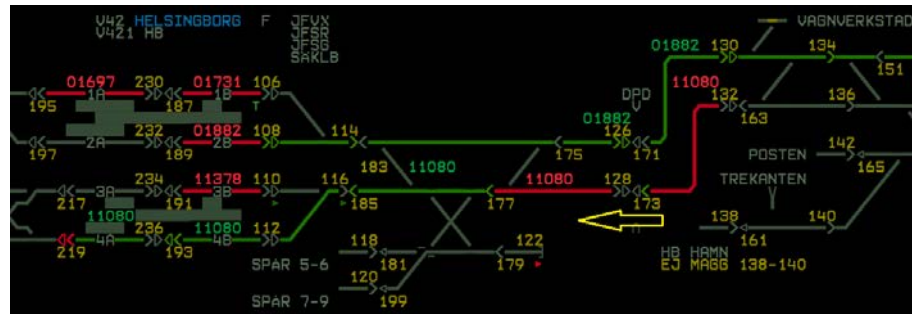 V42 HELSINGBORG F JFVX
V421 HB JFSR
JFSG
SAKLB
VAGNVERKSTAD
01882 130 134
151
01697 230 01731 106 11080 132 136
1A 1B DPD
195 187 T V 163
232 01882 108 114 01882 126 142
2A 2B
197 189 183 11080 175 171 POSTEN 165
234 11378 110 116 11080 128 TREKANTEN
3A 3B
217 191 185 177 173 138 140
11080 236 11080 112
4A 4B 118 122 161
219 193 181 179 HB HAMN
SPÅR 5-6 120 EJ MAGG 138-140
SPÅR 7-9 199